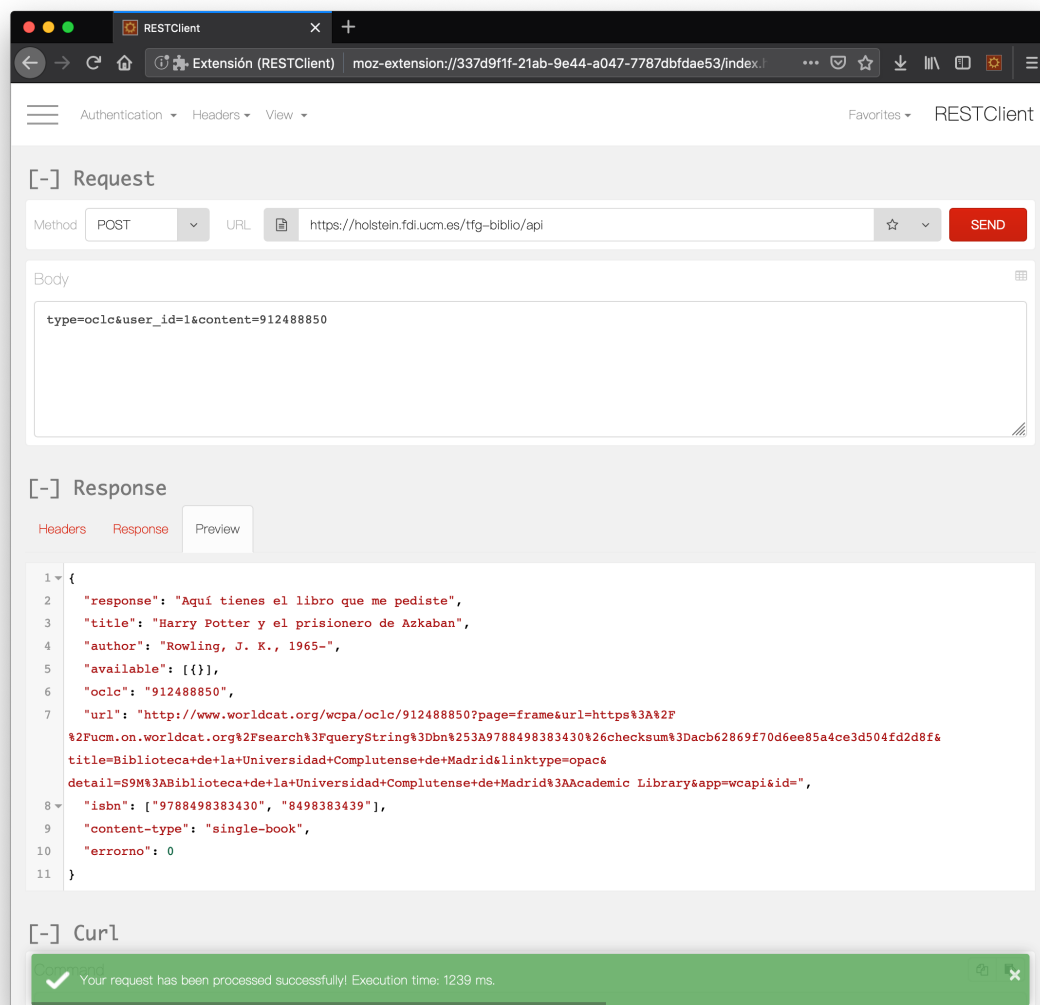 RESTClient
Extensión (RESTClient) moz-extension://337d9f1f-21ab-9e44-a047-7787dbfdae53/index.
Authentication Headers View Favorites RESTClient
[-] Request
Method POST URL https://holstein.fdi.ucm.es/tfg-biblio/api SEND
Body
type=oclc&user_id=1&content=912488850
[-] Response
Headers Response Preview
1 {
2 "response": "Aquí tienes el libro que me pediste",
3 "title": "Harry Potter y el prisionero de Azkaban",
4 "author": "Rowling, J. K., 1965-",
5 "available": [{}],
6 "oclc": "912488850",
7 "url": "http://www.worldcat.org/wcpa/oclc/912488850?page=frame&url=https%3A%2F
%2Fucm.on.worldcat.org%2Fsearch%3FqueryString%3Dbn%253A9788498383430%26checksum%3Dacb62869f70d6ee85a4ce3d504fd2d8f&
title=Biblioteca+de+la+Universidad+Complutense+de+Madrid&linktype=opac&
detail=S9M%3ABiblioteca+de+la+Universidad+Complutense+de+Madrid%3AAcademic Library&app=wcapi&id=",
8 "isbn": ["9788498383430", "8498383439"],
9 "content-type": "single-book",
10 "errorno": 0
11 }
[-] Curl
Command
Your request has been processed successfully! Execution time: 1239 ms.